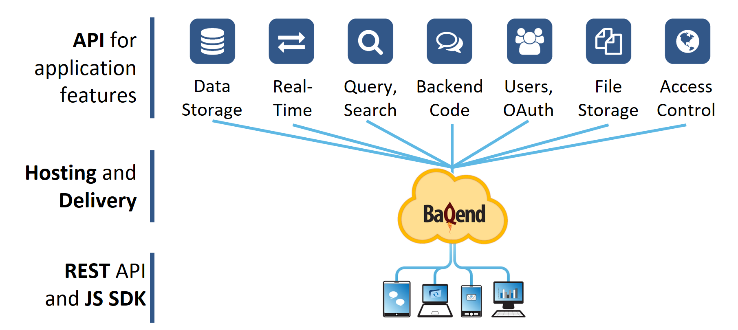 API for
application
features
Data
Storage
Real-
Time
Query,
Search
Backend
Code
Users,
OAuth
File
Storage
Access
Control
Hosting and
Delivery
BaQend
REST API
and JS SDK